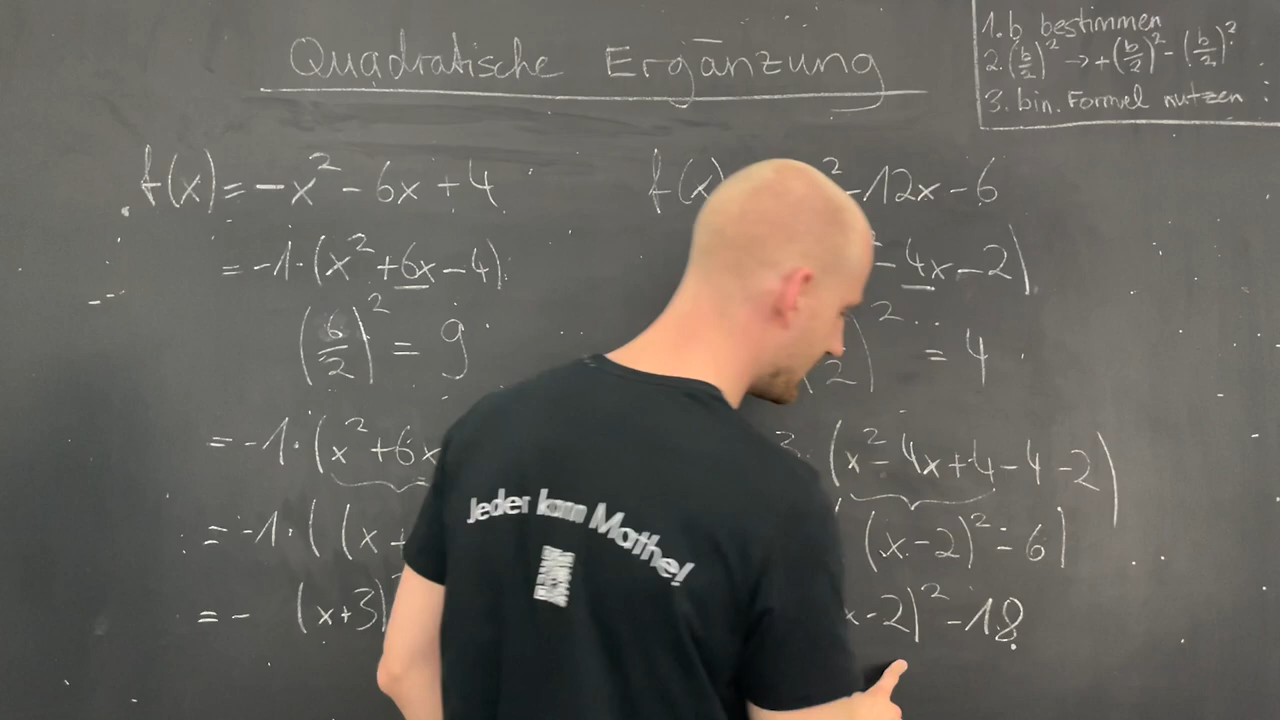 Quadratische Ergänzung
1. b bestimmen
2. (b/2)² → +(b/2)² - (b/2)²
3. bin. Formel nutzen
f(x) = -x² - 6x + 4
= -1·(x² + 6x - 4)
(6/2)² = 9
= -1·(x² + 6x
= -1·((x +
= - (x+3)
f(x)
² - 12x - 6
- 4x - 2)
2)² = 4
3·(x² - 4x + 4 - 4 - 2)
(x - 2)² - 6)
x - 2)² - 18
Jeder kann Mathe!